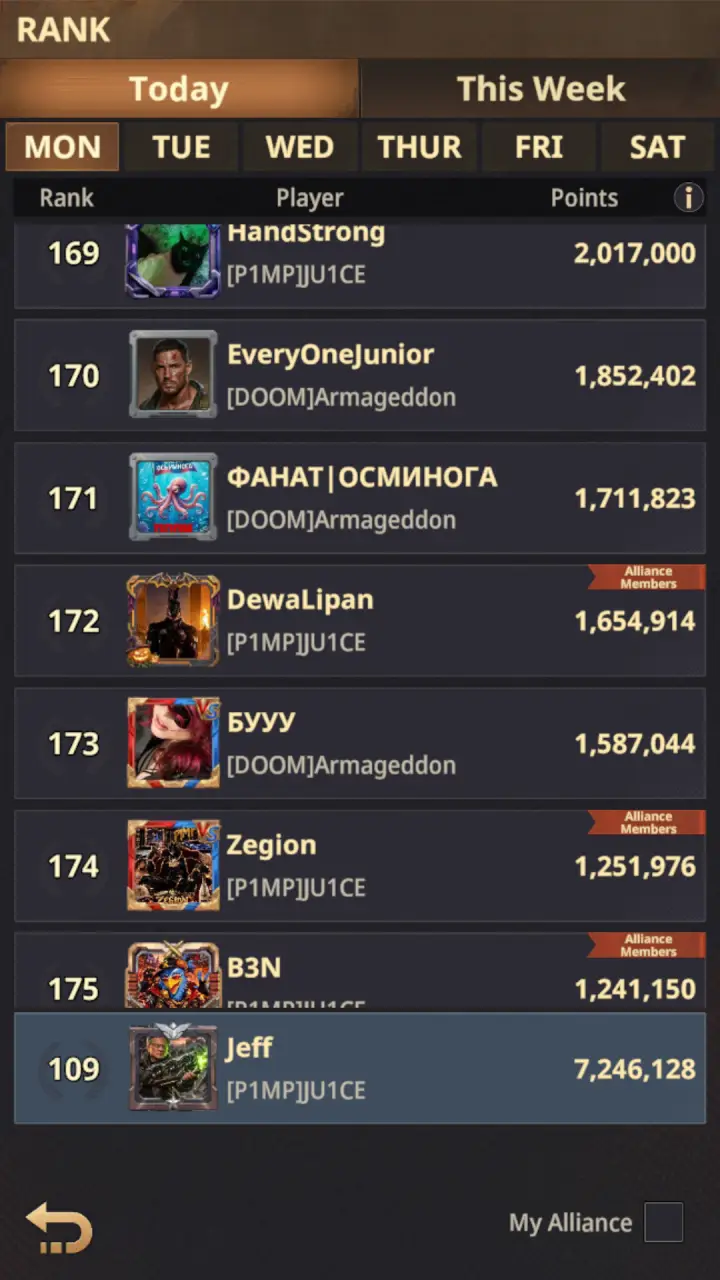 RANK
Today
This Week
MON
TUE
WED
THUR
FRI
SAT
Rank
Player
Points
169
HandStrong
[P1MP]JU1CE
2,017,000
170
EveryOneJunior
[DOOM]Armageddon
1,852,402
171
ФАНАТ|ОСМИНОГА
[DOOM]Armageddon
1,711,823
Alliance
Members
172
DewaLipan
[P1MP]JU1CE
1,654,914
173
VS
БУУУ
[DOOM]Armageddon
1,587,044
Alliance
Members
174
VS
Zegion
[P1MP]JU1CE
1,251,976
Alliance
Members
175
B3N
[P1MP]JU1CE
1,241,150
109
Jeff
[P1MP]JU1CE
7,246,128
My Alliance